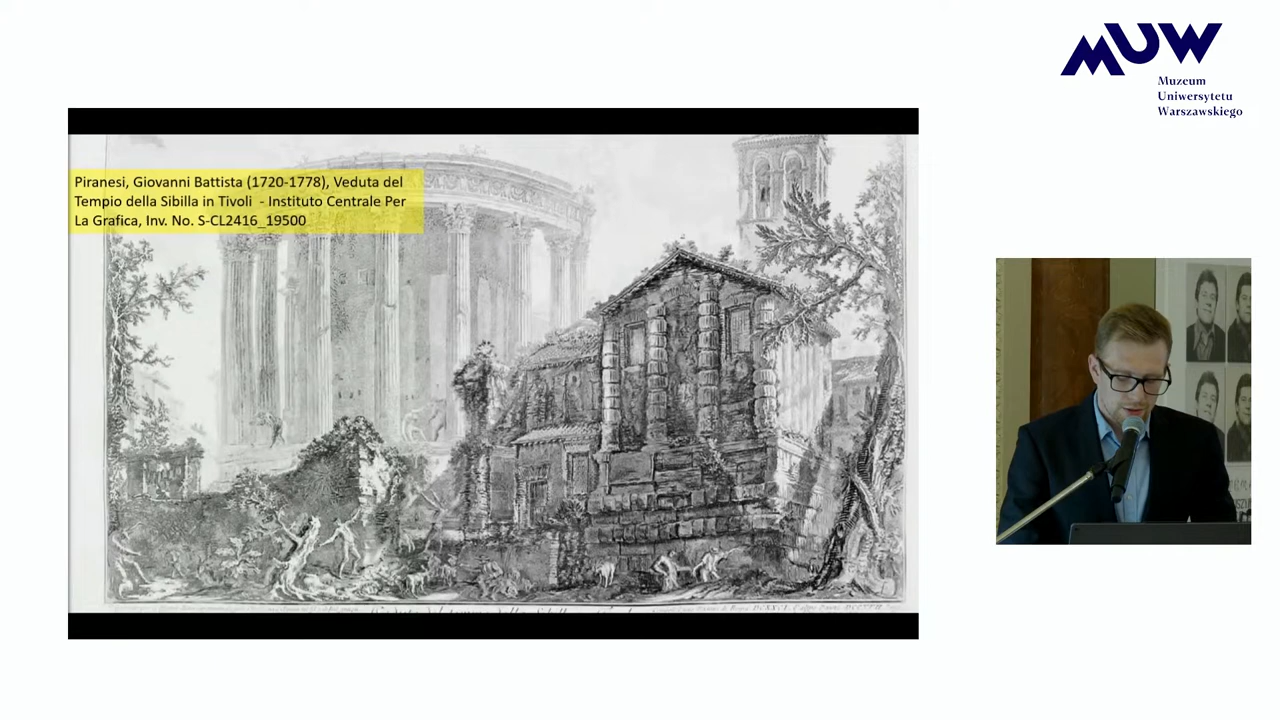 MUW
Muzeum
Uniwersytetu
Warszawskiego
Piranesi, Giovanni Battista (1720-1778), Veduta del
Tempio della Sibilla in Tivoli - Instituto Centrale Per
La Grafica, Inv. No. S-CL2416_19500